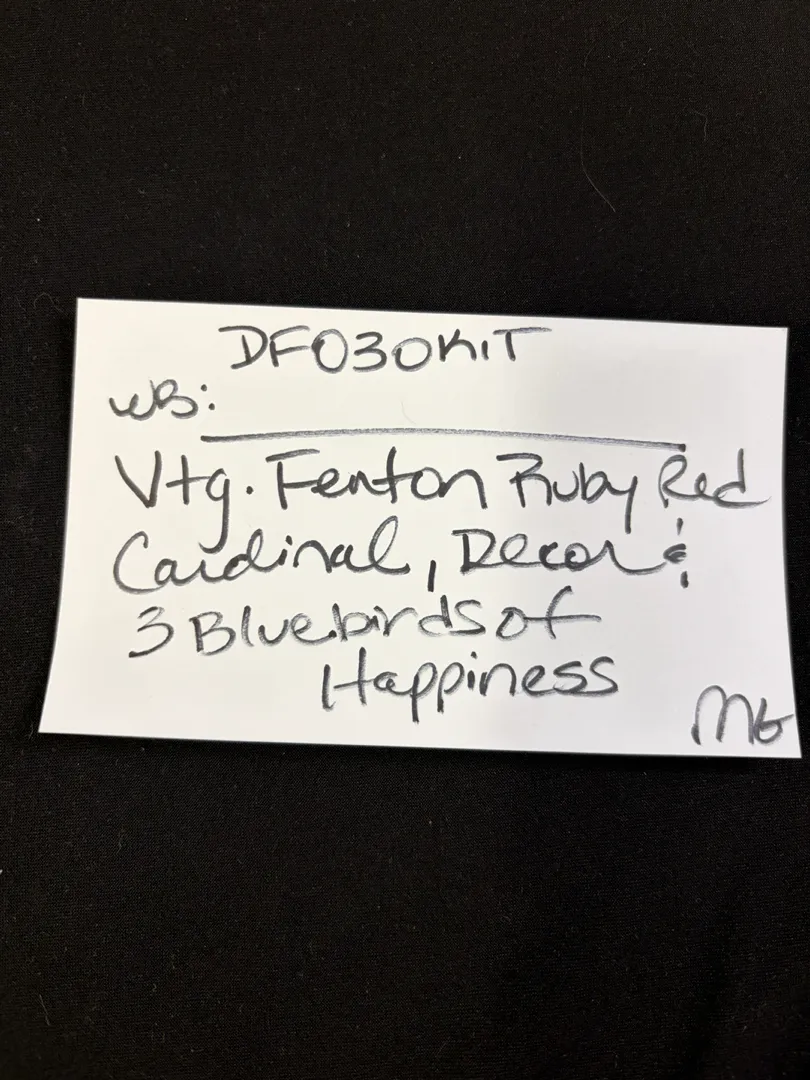 DF030KIT
WB:
Vtg. Fenton Ruby Red
Cardinal, Decor &
3 Bluebirds of
Happiness
MG